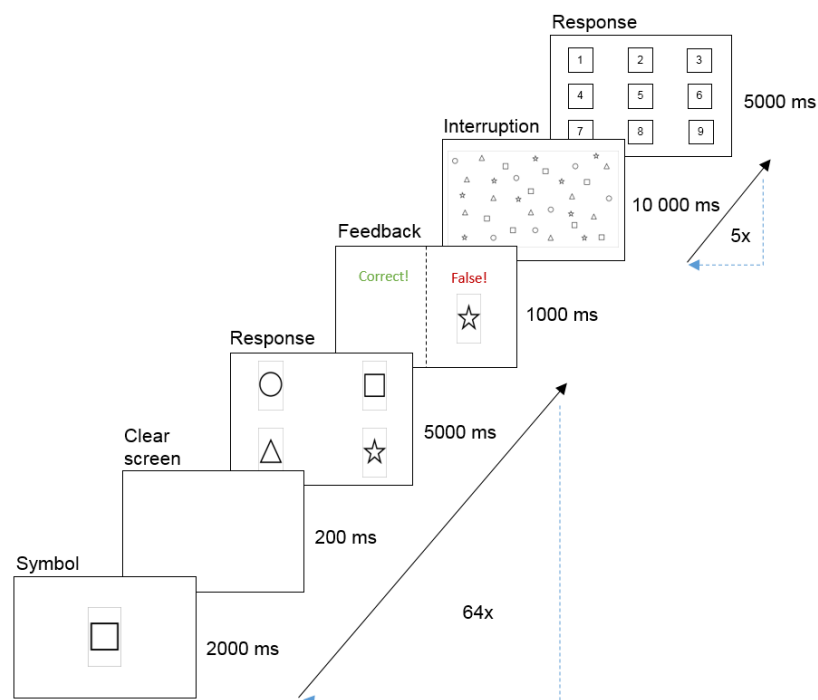 Response
1 2 3
4 5 6
7 8 9
5000 ms
Interruption
10 000 ms
5x
Feedback
Correct! False!
1000 ms
Response
5000 ms
Clear
screen
200 ms
64x
Symbol
2000 ms